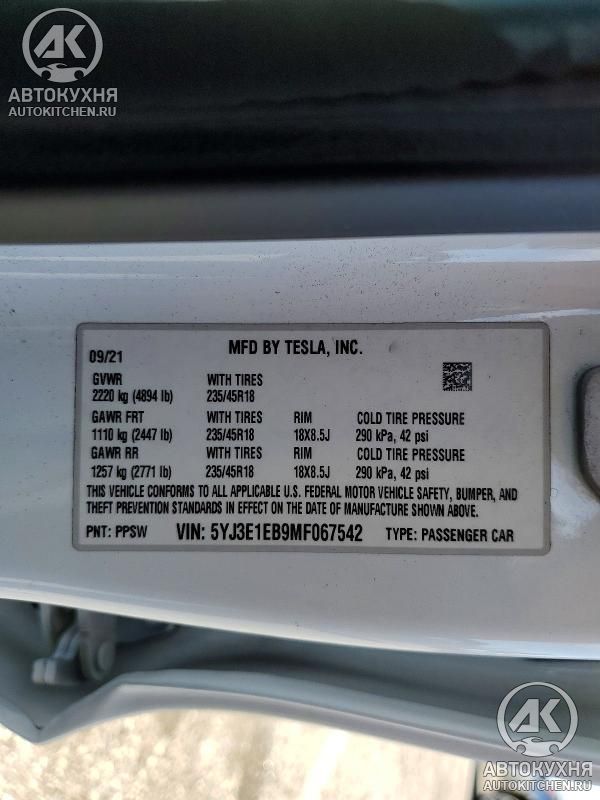 AK
АВТОКУХНЯ
AUTOKITCHEN.RU
MFD BY TESLA, INC.
09/21
GVWR WITH TIRES
2220 kg (4894 lb) 235/45R18
GAWR FRT WITH TIRES RIM COLD TIRE PRESSURE
1110 kg (2447 lb) 235/45R18 18X8.5J 290 kPa, 42 psi
GAWR RR WITH TIRES RIM COLD TIRE PRESSURE
1257 kg (2771 lb) 235/45R18 18X8.5J 290 kPa, 42 psi
THIS VEHICLE CONFORMS TO ALL APPLICABLE U.S. FEDERAL MOTOR VEHICLE SAFETY, BUMPER, AND
THEFT PREVENTION STANDARDS IN EFFECT ON THE DATE OF MANUFACTURE SHOWN ABOVE.
PNT: PPSW VIN: 5YJ3E1EB9MF067542 TYPE: PASSENGER CAR
AK
АВТОКУХНЯ
AUTOKITCHEN.RU